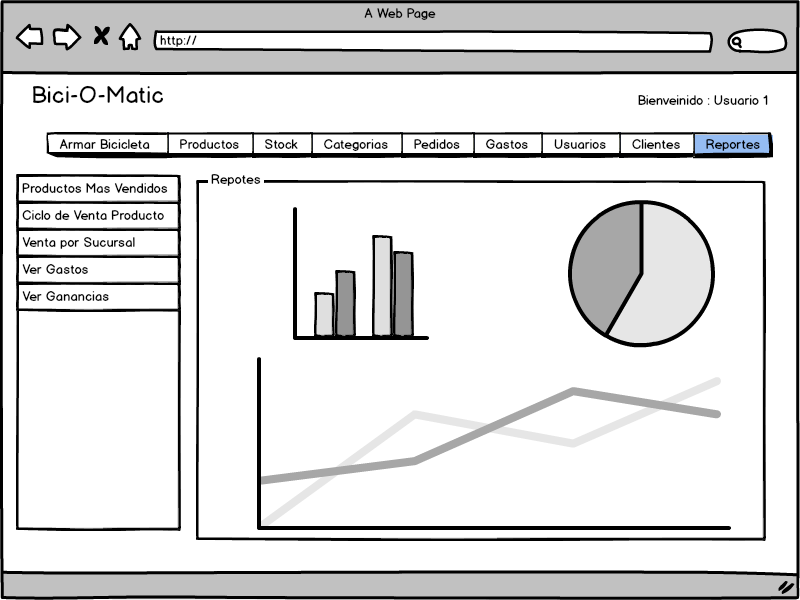 A Web Page
http://
Bici-O-Matic
Bienveinido : Usuario 1
Armar Bicicleta Productos Stock Categorias Pedidos Gastos Usuarios Clientes Reportes
Productos Mas Vendidos
Ciclo de Venta Producto
Venta por Sucursal
Ver Gastos
Ver Ganancias
Repotes